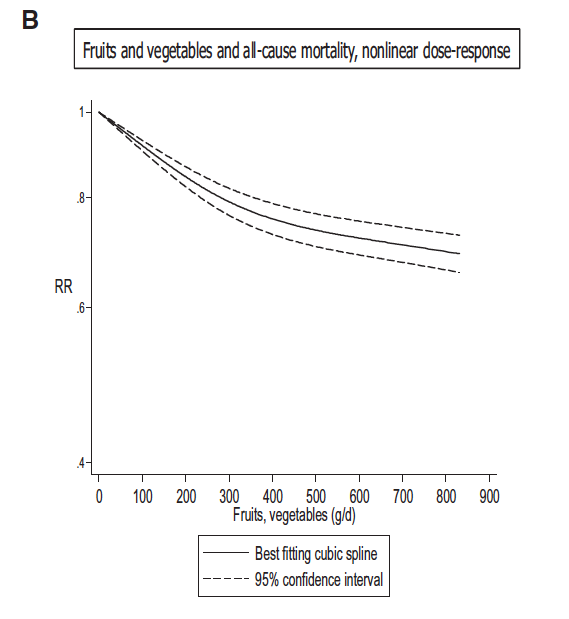 B
Fruits and vegetables and all-cause mortality, nonlinear dose-response
1
.8
RR
.6
.4
0 100 200 300 400 500 600 700 800 900
Fruits, vegetables (g/d)
Best fitting cubic spline
95% confidence interval